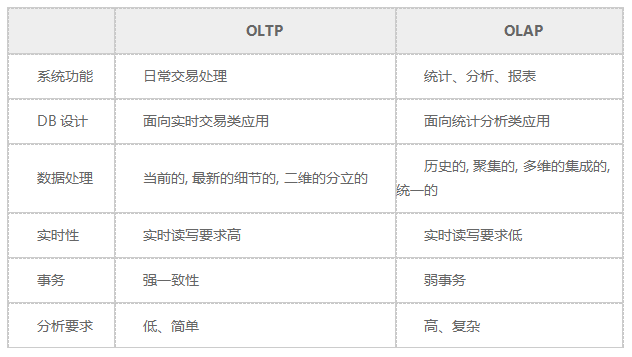 OLTP OLAP
系统功能 日常交易处理 统计、分析、报表
DB 设计 面向实时交易类应用 面向统计分析类应用
数据处理 当前的, 最新的细节的, 二维的分立的 历史的, 聚集的, 多维的集成的,
统一的
实时性 实时读写要求高 实时读写要求低
事务 强一致性 弱事务
分析要求 低、简单 高、复杂